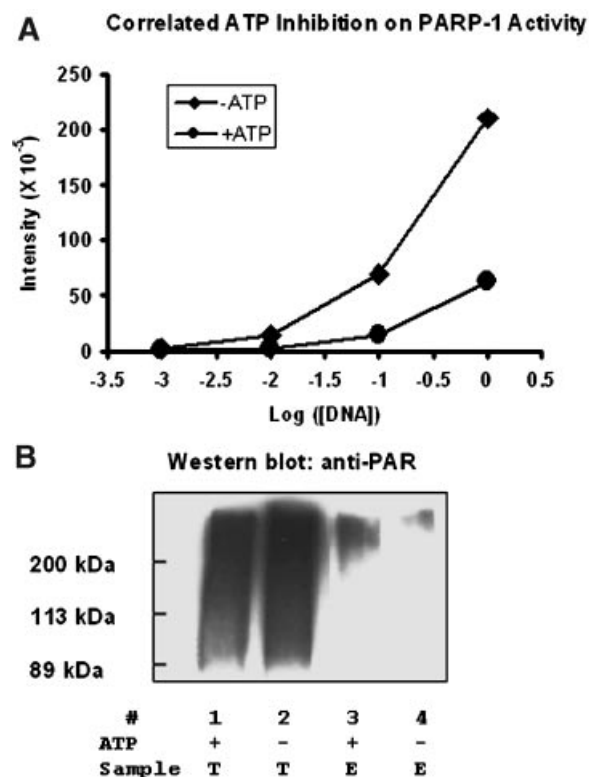 A
Correlated ATP Inhibition on PARP-1 Activity
250
200
150
100
50
0
Intensity (X 10⁻⁵)
-ATP
+ATP
-3.5 -3 -2.5 -2 -1.5 -1 -0.5 0 0.5
Log ([DNA])
B
Western blot: anti-PAR
200 kDa
113 kDa
89 kDa
# 1 2 3 4
ATP + - + -
Sample T T E E